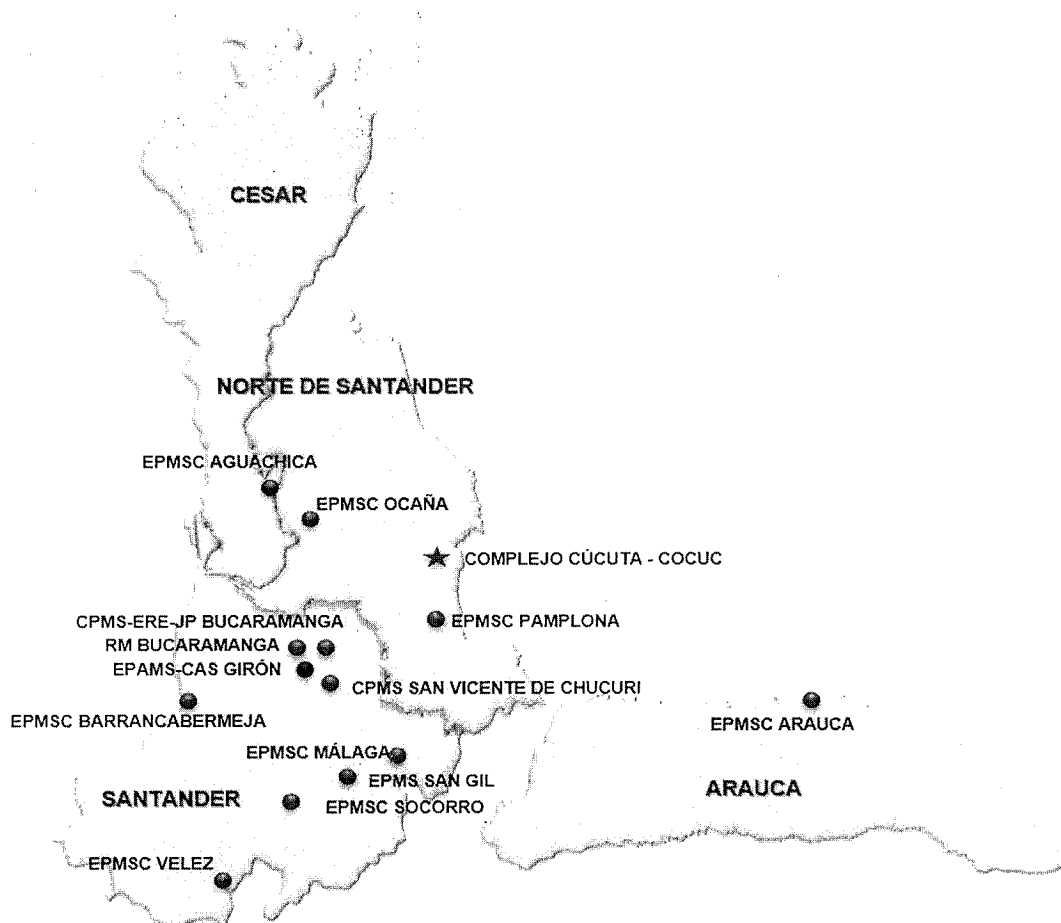 CESAR
NORTE DE SANTANDER
EPMSC AGUACHICA
EPMSC OCAÑA
COMPLEJO CÚCUTA - COCUC
CPMS-ERE-JP BUCARAMANGA
EPMSC PAMPLONA
RM BUCARAMANGA
EPAMS-CAS GIRÓN
CPMS SAN VICENTE DE CHUCURI
EPMSC BARRANCABERMEJA
EPMSC ARAUCA
EPMSC MÁLAGA
EPMS SAN GIL
SANTANDER
EPMSC SOCORRO
ARAUCA
EPMSC VELEZ